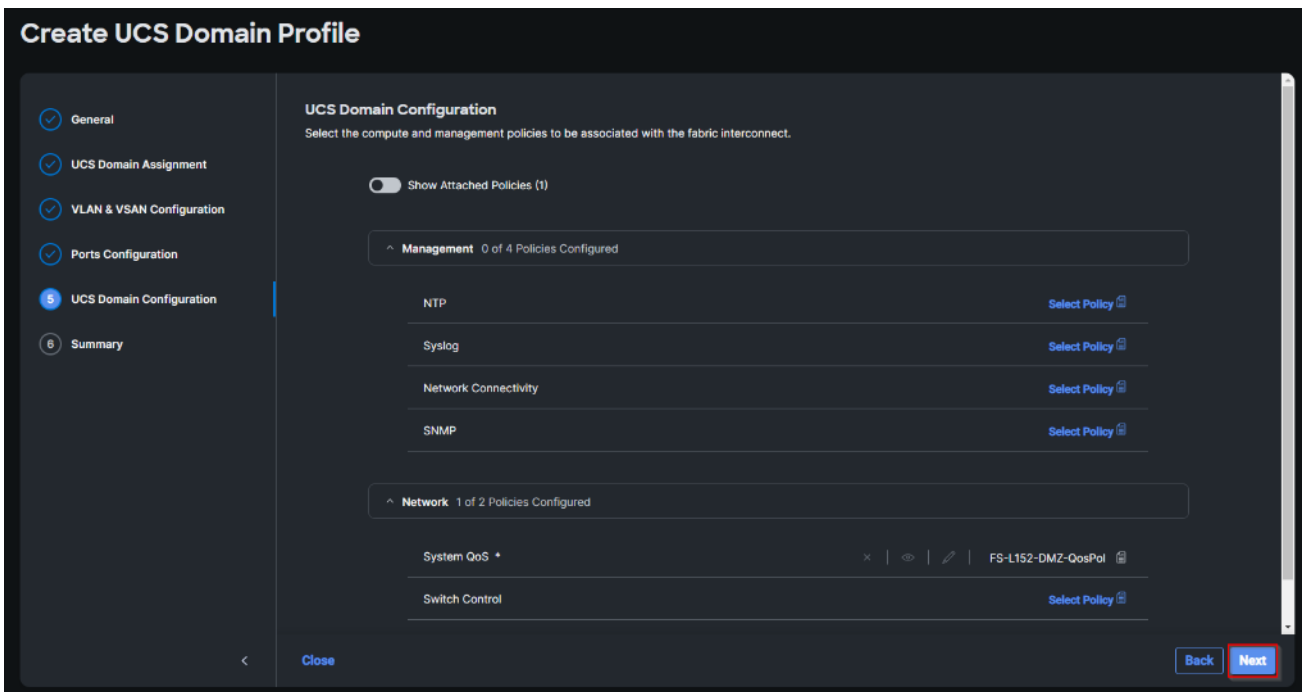 Create UCS Domain Profile
General
UCS Domain Assignment
VLAN & VSAN Configuration
Ports Configuration
5 UCS Domain Configuration
6 Summary
UCS Domain Configuration
Select the compute and management policies to be associated with the fabric interconnect.
Show Attached Policies (1)
Management 0 of 4 Policies Configured
NTP Select Policy
Syslog Select Policy
Network Connectivity Select Policy
SNMP Select Policy
Network 1 of 2 Policies Configured
System QoS * FS-L152-DMZ-QosPol
Switch Control Select Policy
Close Back Next